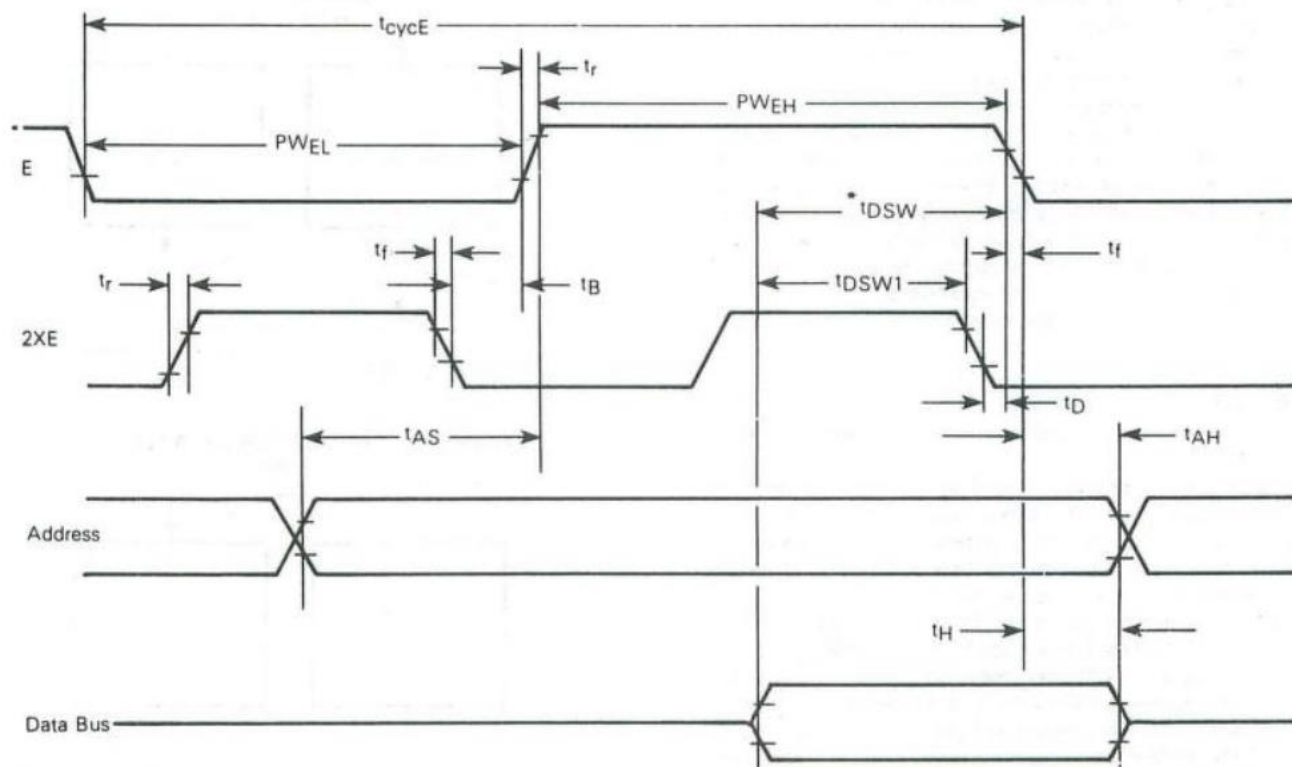 tcycE
tr
PWEH
PWEL
E
*tDSW
tf
tf
tr
tB
tDSW1
2XE
tD
tAS
tAH
Address
tH
Data Bus